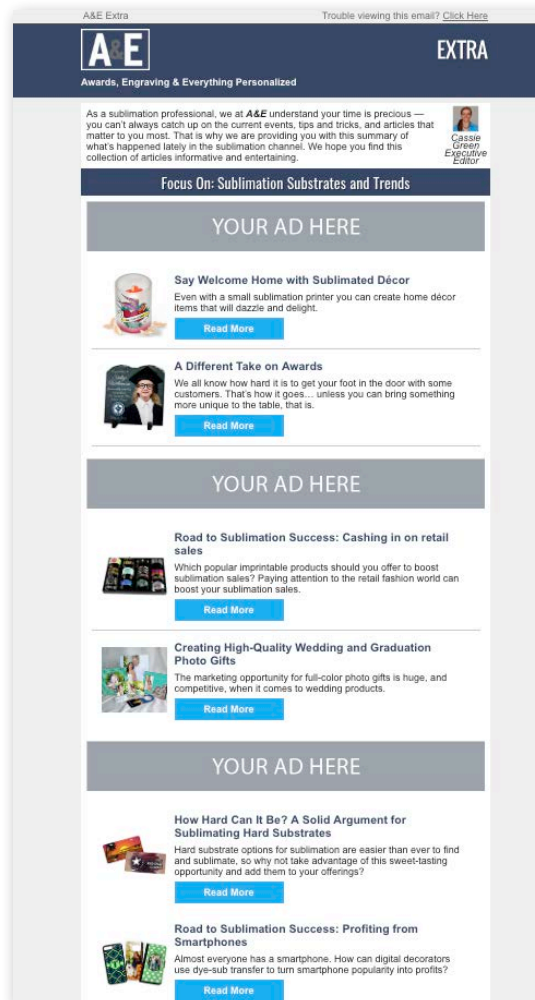 A&E Extra
Trouble viewing this email? Click Here
A&E
EXTRA
Awards, Engraving & Everything Personalized
As a sublimation professional, we at A&E understand your time is precious —
you can't always catch up on the current events, tips and tricks, and articles that
matter to you most. That is why we are providing you with this summary of
what's happened lately in the sublimation channel. We hope you find this
collection of articles informative and entertaining.
Cassie
Green
Executive
Editor
Focus On: Sublimation Substrates and Trends
YOUR AD HERE
Say Welcome Home with Sublimated Décor
Even with a small sublimation printer you can create home décor
items that will dazzle and delight.
Read More
A Different Take on Awards
We all know how hard it is to get your foot in the door with some
customers. That's how it goes… unless you can bring something
more unique to the table, that is.
Read More
YOUR AD HERE
Road to Sublimation Success: Cashing in on retail
sales
Which popular imprintable products should you offer to boost
sublimation sales? Paying attention to the retail fashion world can
boost your sublimation sales.
Read More
Creating High-Quality Wedding and Graduation
Photo Gifts
The marketing opportunity for full-color photo gifts is huge, and
competitive, when it comes to wedding products.
Read More
YOUR AD HERE
How Hard Can It Be? A Solid Argument for
Sublimating Hard Substrates
Hard substrate options for sublimation are easier than ever to find
and sublimate, so why not take advantage of this sweet-tasting
opportunity and add them to your offerings?
Read More
Road to Sublimation Success: Profiting from
Smartphones
Almost everyone has a smartphone. How can digital decorators
use dye-sub transfer to turn smartphone popularity into profits?
Read More